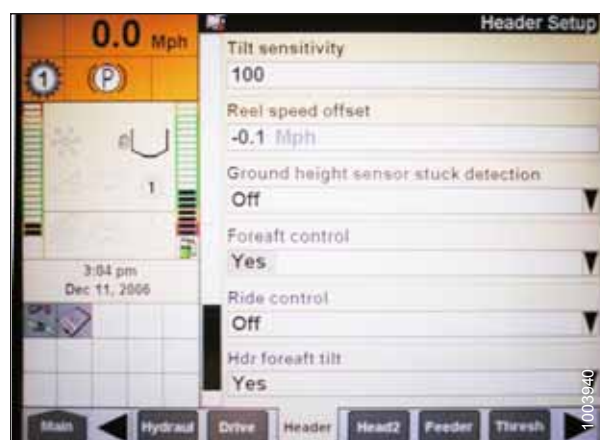 0.0 Mph
Header Setup
1
P
1
3:04 pm
Dec 11, 2006
Tilt sensitivity
100
Reel speed offset
-0.1 Mph
Ground height sensor stuck detection
Off
Foreaft control
Yes
Ride control
Off
Hdr foreaft tilt
Yes
Main
Hydraul
Drive
Header
Head2
Feeder
Thresh
1003940